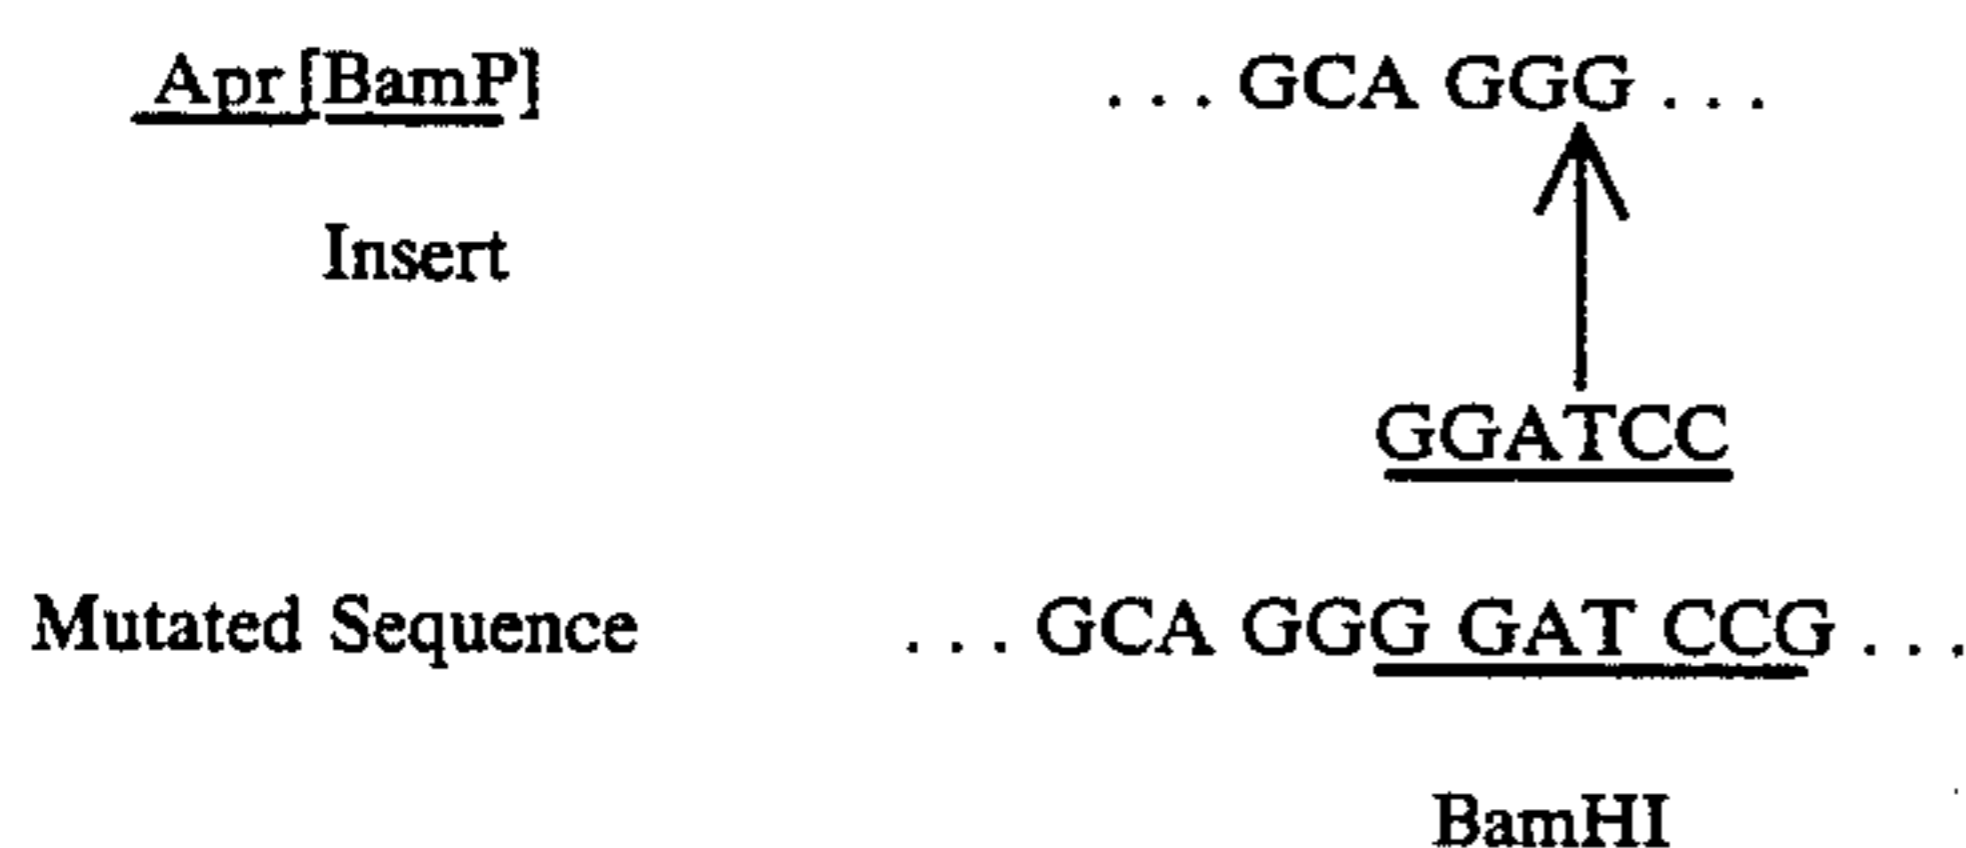 Apr [BamP] . . . GCA GGG . . .
Insert
GGATCC
Mutated Sequence . . . GCA GGG GAT CCG . . .
BamHI